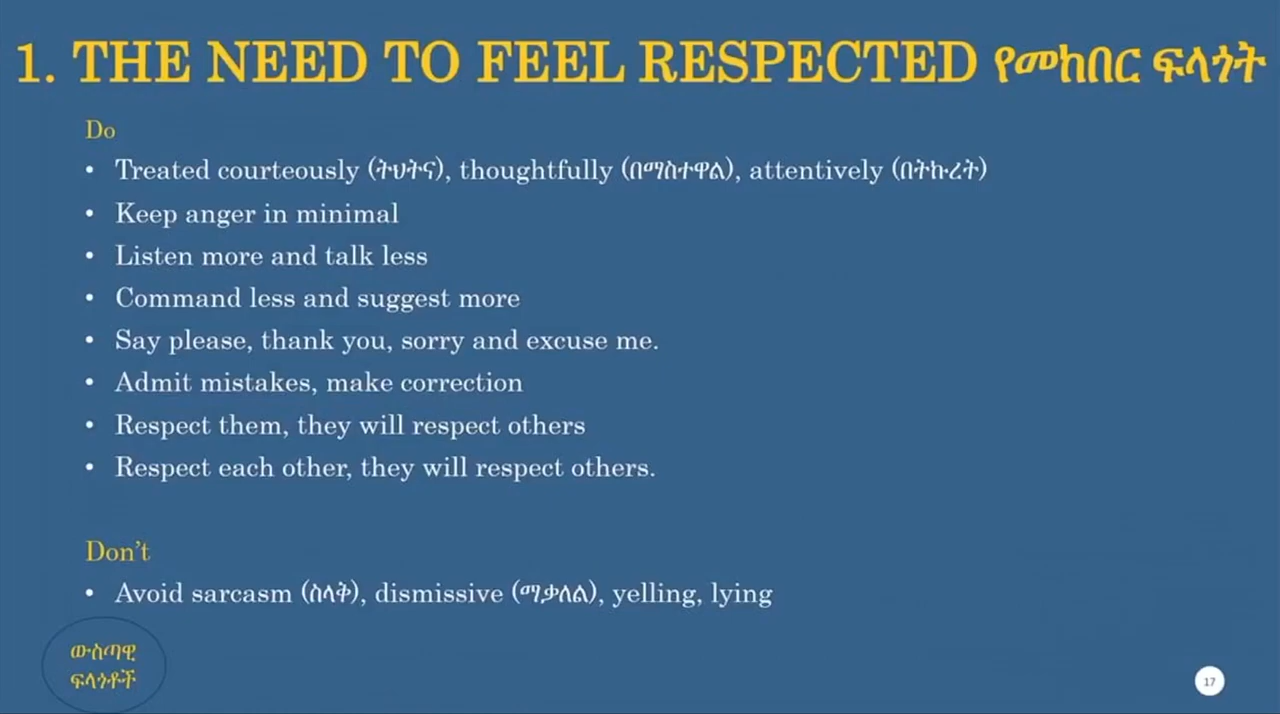 1. THE NEED TO FEEL RESPECTED የመከበር ፍላጎት
Do
• Treated courteously (ትህትና), thoughtfully (በማስተዋል), attentively (በትኩረት)
• Keep anger in minimal
• Listen more and talk less
• Command less and suggest more
• Say please, thank you, sorry and excuse me.
• Admit mistakes, make correction
• Respect them, they will respect others
• Respect each other, they will respect others.
Don’t
• Avoid sarcasm (ስላቅ), dismissive (ማቃለል), yelling, lying
ውስጣዊ
ፍላጎቶች
17